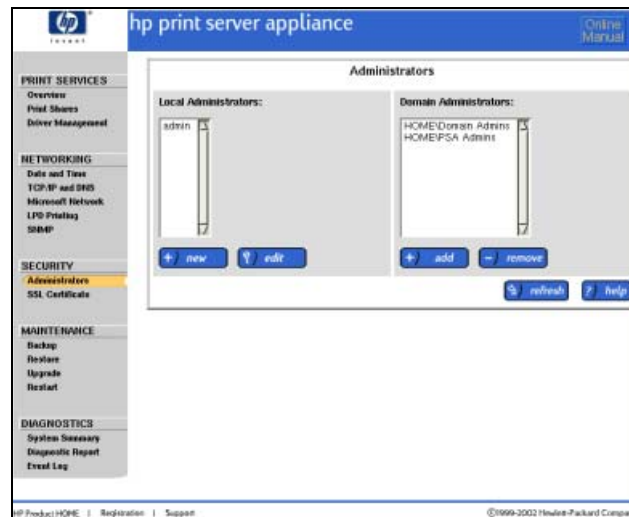 hp
invent
hp print server appliance
Online
Manual
PRINT SERVICES
Overview
Print Shares
Driver Management
NETWORKING
Date and Time
TCP/IP and DNS
Microsoft Network
LPD Printing
SNMP
SECURITY
Administrators
SSL Certificate
MAINTENANCE
Backup
Restore
Upgrade
Restart
DIAGNOSTICS
System Summary
Diagnostic Report
Event Log
Administrators
Local Administrators:
admin
+ new
edit
Domain Administrators:
HOME\Domain Admins
HOME\PSA Admins
+ add
- remove
refresh
? help
HP Product HOME | Registration | Support
©1999-2002 Hewlett-Packard Compa